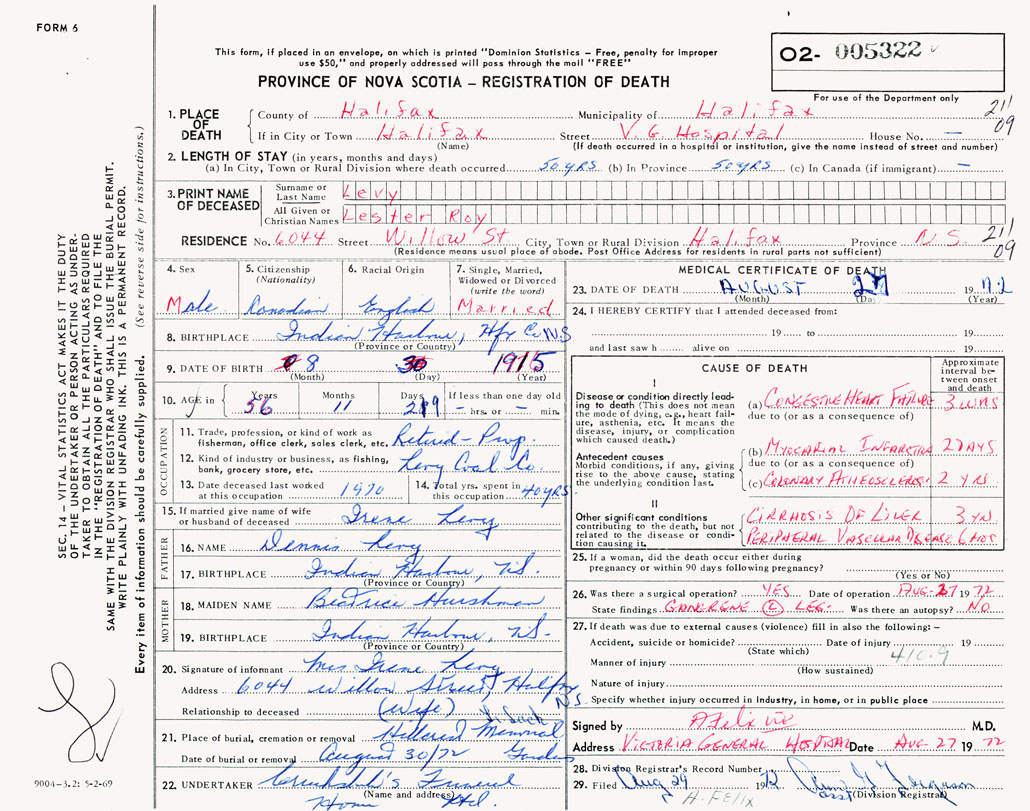 FORM 6
O2- 005322
This form, if placed in an envelope, on which is printed "Dominion Statistics – Free, penalty for improper
use $50," and properly addressed will pass through the mail "FREE"
PROVINCE OF NOVA SCOTIA – REGISTRATION OF DEATH
For use of the Department only
1. PLACE OF DEATH
County of Halifax Municipality of Halifax
211
09
If in City or Town Halifax Street V. G. Hospital House No. —
(Name) (If death occurred in a hospital or institution, give the name instead of street and number)
2. LENGTH OF STAY (in years, months and days)
(a) In City, Town or Rural Division where death occurred 50 yrs (b) In Province 50 yrs (c) In Canada (if immigrant) —
3. PRINT NAME OF DECEASED
Surname or Last Name Levy
All Given or Christian Names Lester Roy
RESIDENCE No. 6044 Street Willow St City, Town or Rural Division Halifax Province N.S.
211
09
(Residence means usual place of abode. Post Office Address for residents in rural parts not sufficient)
4. Sex
Male
5. Citizenship
(Nationality)
Canadian
6. Racial Origin
English
7. Single, Married,
Widowed or Divorced
(write the word)
Married
8. BIRTHPLACE Indian Harbour, Hfx Co N.S
(Province or Country)
9. DATE OF BIRTH 8 30 1915
(Month) (Day) (Year)
10. AGE in
Years Months Days If less than one day old
56 11 – hrs. or – min.
OCCUPATION
11. Trade, profession, or kind of work as
fisherman, office clerk, sales clerk, etc. Retired – Prop.
12. Kind of industry or business, as fishing,
bank, grocery store, etc. Levy Coal Co.
13. Date deceased last worked
at this occupation 1970
14. Total yrs. spent in
this occupation 40 yrs
15. If married give name of wife
or husband of deceased Irene Levy
FATHER
16. NAME Dennis Levy
17. BIRTHPLACE Indian Harbour, N.S.
(Province or Country)
MOTHER
18. MAIDEN NAME Beatrice Hurshman
19. BIRTHPLACE Indian Harbour, N.S.
(Province or Country)
20. Signature of informant Mrs Irene Levy
Address 6044 Willow Street, Halifax N.S.
Relationship to deceased (Wife)
21. Place of burial, cremation or removal Memorial
Date of burial or removal August 30/72
22. UNDERTAKER Funeral
(Name and address)
Home
MEDICAL CERTIFICATE OF DEATH
23. DATE OF DEATH AUGUST 27 1972
(Month) (Day) (Year)
24. I HEREBY CERTIFY that I attended deceased from:
19 to 19
and last saw h alive on 19
CAUSE OF DEATH
Approximate
interval between onset
and death
I
Disease or condition directly leading to death (This does not
mean the mode of dying, e.g., heart failure, asthenia, etc. It means the
disease, injury, or complication
which caused death.)
(a) CONGESTIVE HEART FAILURE
due to (or as a consequence of)
Antecedent causes
Morbid conditions, if any, giving
rise to the above cause, stating
the underlying condition last.
(b) 2 DAYS
due to (or as a consequence of)
(c) CORONARY 2 YRS
II
Other significant conditions
contributing to the death, but not
related to the disease or condition causing it.
CIRRHOSIS OF LIVER 3 YRS
PERIPHERAL VASCULAR DISEASE 6 MOS.
25. If a woman, did the death occur either during
pregnancy or within 90 days following pregnancy?
(Yes or No)
26. Was there a surgical operation? YES Date of operation AUG- 27 1972
State findings GANGRENE (L) LEG. Was there an autopsy? NO
27. If death was due to external causes (violence) fill in also the following: –
Accident, suicide or homicide? Date of injury 19
(State which)
410.9
Manner of injury
(How sustained)
Nature of injury
Specify whether injury occurred in industry, in home, or in public place
Signed by M.D.
Address VICTORIA GENERAL HOSPITAL Date AUG 27 1972
28. Division Registrar's Record Number
29. Filed Aug 29 1972
(Division Registrar)
A. FELIX
SEC. 14 – VITAL STATISTICS ACT MAKES IT THE DUTY
OF THE UNDERTAKER OR PERSON ACTING AS UNDER-
TAKER TO OBTAIN ALL THE PARTICULARS REQUIRED
IN THE "REGISTRATION OF DEATH" AND TO FILE THE
SAME WITH THE DIVISION REGISTRAR WHO SHALL ISSUE THE BURIAL PERMIT.
WRITE PLAINLY WITH UNFADING INK. THIS IS A PERMANENT RECORD.
Every item of information should be carefully supplied. (See reverse side for instructions.)
9004-3.2: 5-2-69